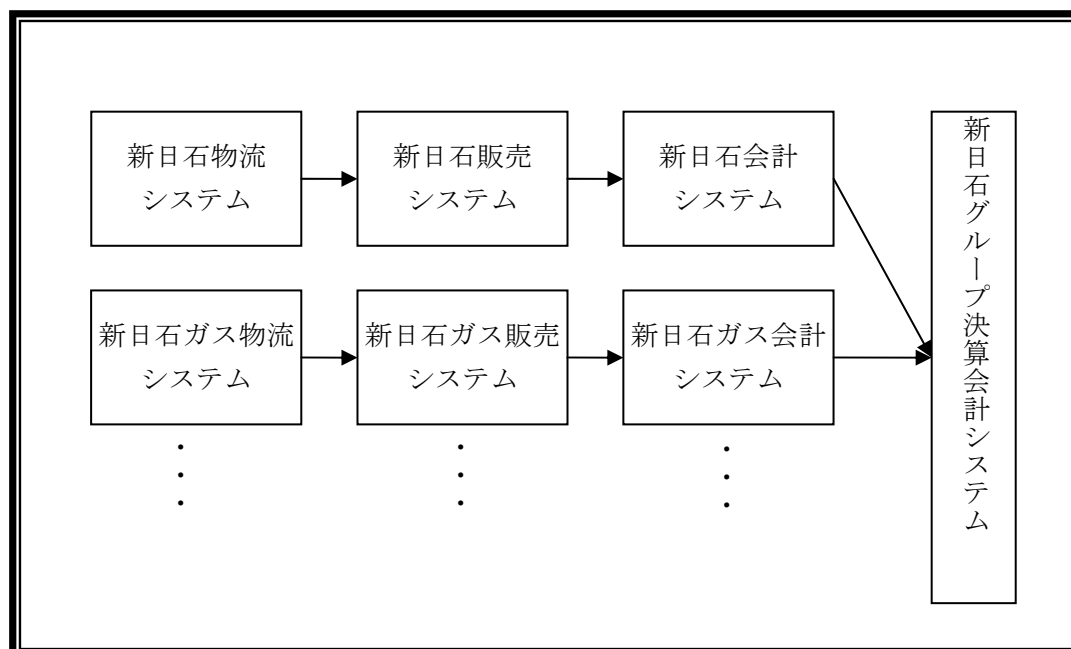 新日石物流
システム
新日石販売
システム
新日石会計
システム
新日石ガス物流
システム
新日石ガス販売
システム
新日石ガス会計
システム
新日石グループ決算会計システム